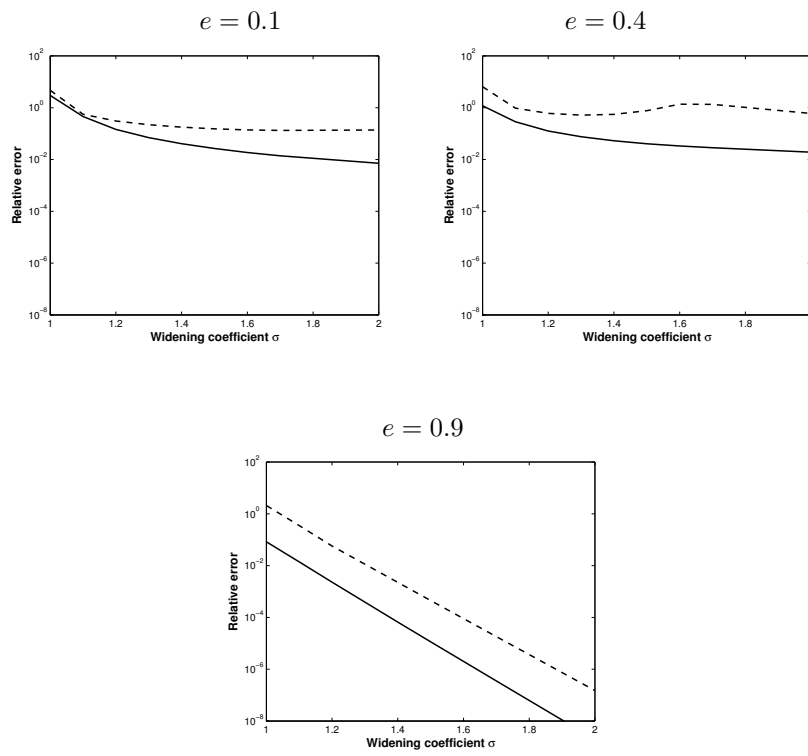 e = 0.1
e = 0.4
10^2
10^0
10^-2
10^-4
10^-6
10^-8
Relative error
1 1.2 1.4 1.6 1.8 2
Widening coefficient σ
10^2
10^0
10^-2
10^-4
10^-6
10^-8
Relative error
1 1.2 1.4 1.6 1.8
Widening coefficient σ
e = 0.9
10^2
10^0
10^-2
10^-4
10^-6
10^-8
Relative error
1 1.2 1.4 1.6 1.8 2
Widening coefficient σ